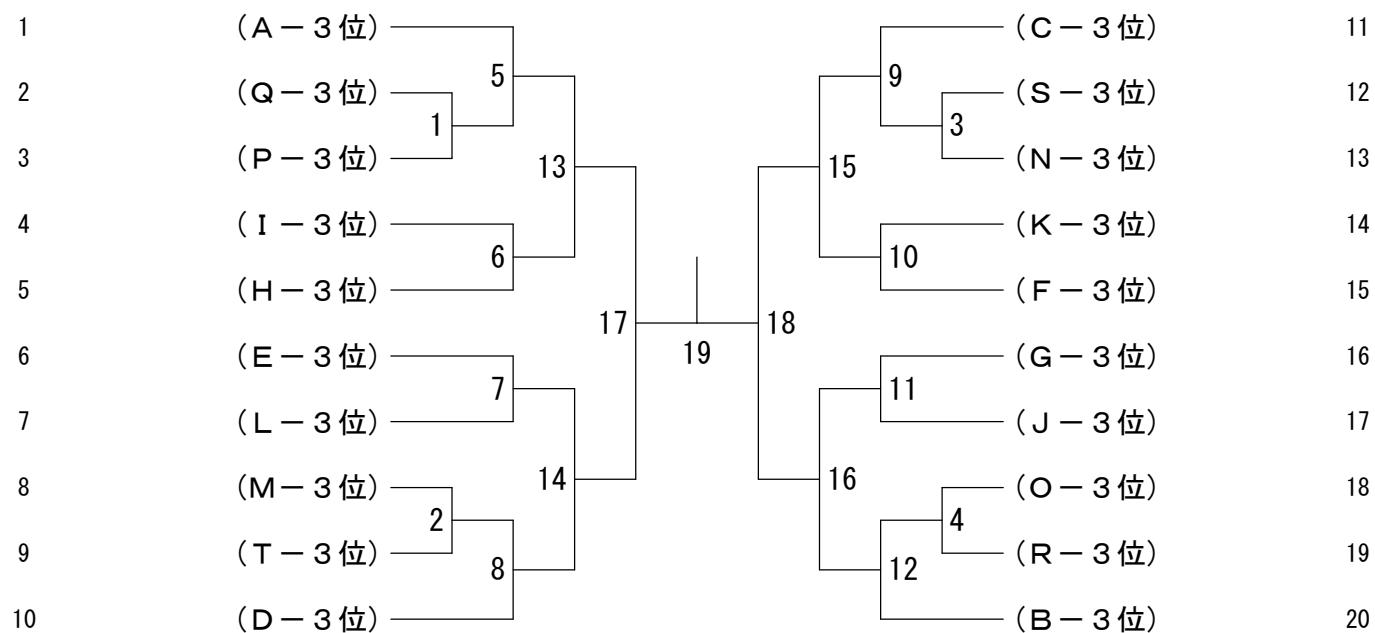 1 (A－3位) (C－3位) 11
5 9
2 (Q－3位) (S－3位) 12
1 3
3 (P－3位) (N－3位) 13
13 15
4 (I－3位) (K－3位) 14
6 10
5 (H－3位) (F－3位) 15
17 18
19
6 (E－3位) (G－3位) 16
7 11
7 (L－3位) (J－3位) 17
14 16
8 (M－3位) (O－3位) 18
2 4
9 (T－3位) (R－3位) 19
8 12
10 (D－3位) (B－3位) 20